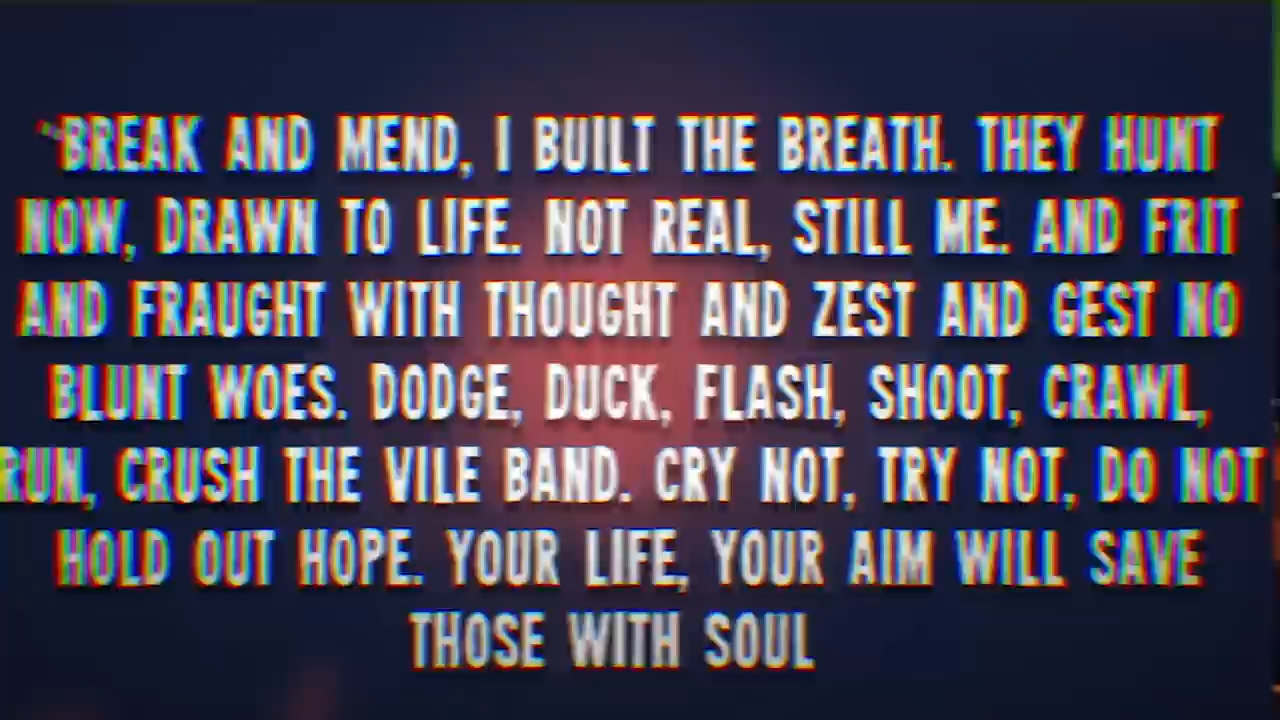 "BREAK AND MEND, I BUILT THE BREATH. THEY HUNT
NOW, DRAWN TO LIFE. NOT REAL, STILL ME. AND FRIT
AND FRAUGHT WITH THOUGHT AND ZEST AND GEST NO
BLUNT WOES. DODGE, DUCK, FLASH, SHOOT, CRAWL,
RUN, CRUSH THE VILE BAND. CRY NOT, TRY NOT, DO NOT
HOLD OUT HOPE. YOUR LIFE, YOUR AIM WILL SAVE
THOSE WITH SOUL